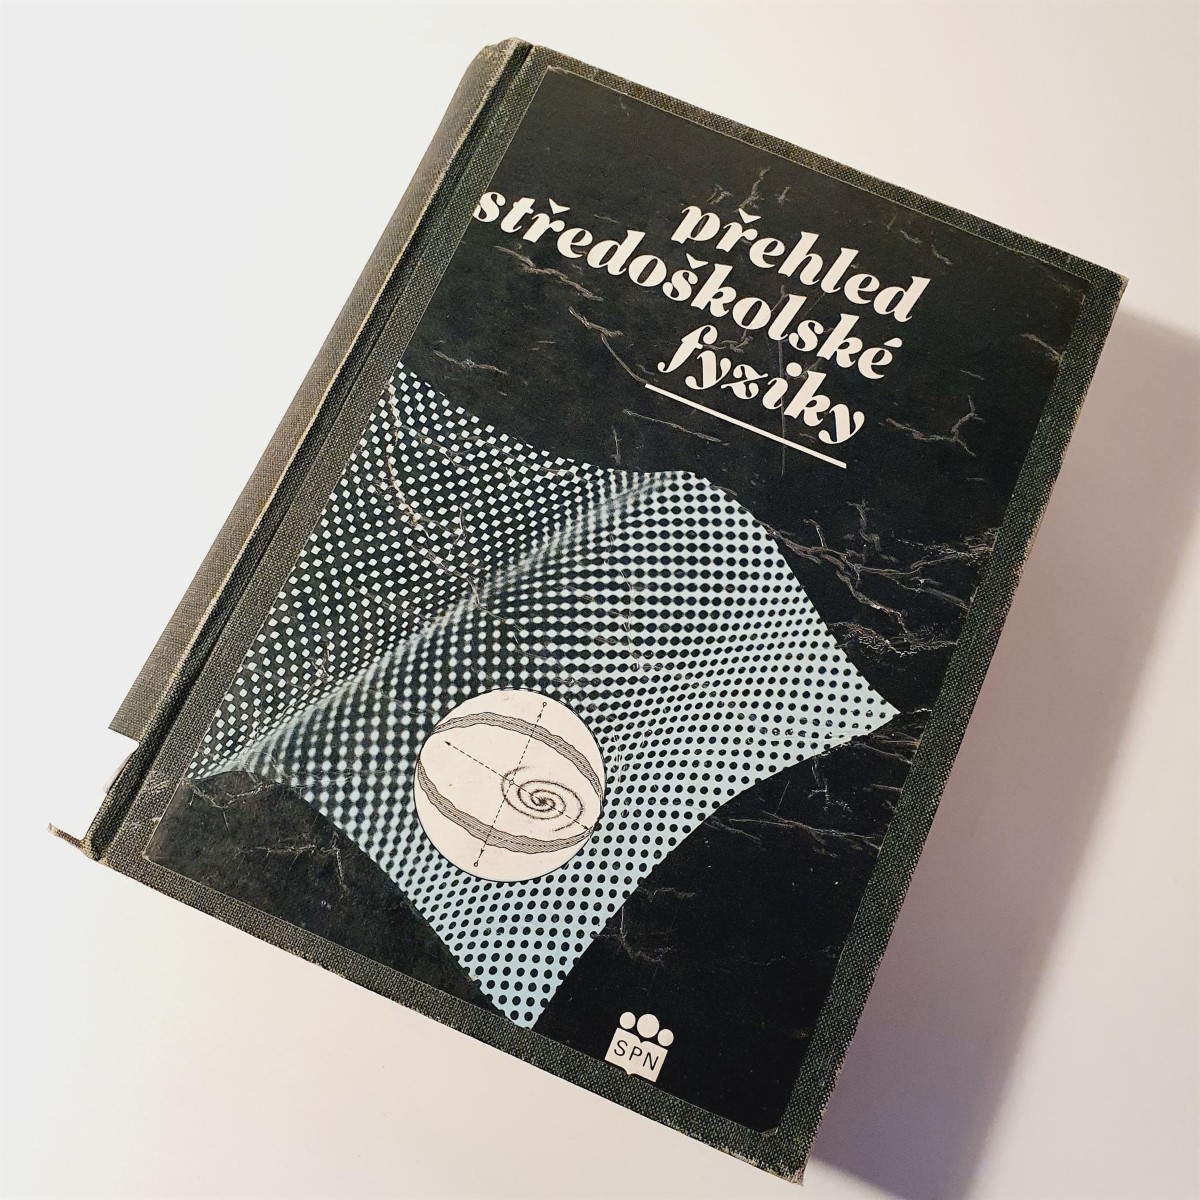 přehled
středoškolské
fyziky
SPN